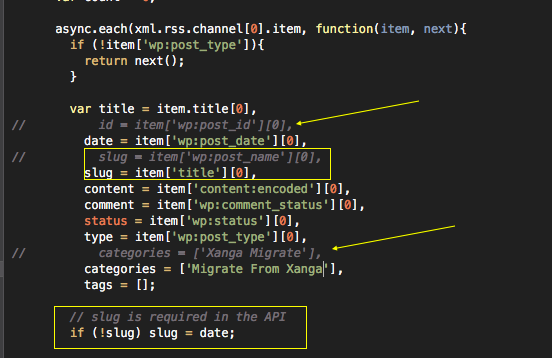 var count = 0;
async.each(xml.rss.channel[0].item, function(item, next){
if (!item['wp:post_type']){
return next();
}
var title = item.title[0],
// id = item['wp:post_id'][0],
date = item['wp:post_date'][0],
// slug = item['wp:post_name'][0],
slug = item['title'][0],
content = item['content:encoded'][0],
comment = item['wp:comment_status'][0],
status = item['wp:status'][0],
type = item['wp:post_type'][0],
// categories = ['Xanga Migrate'],
categories = ['Migrate From Xanga'],
tags = [];
// slug is required in the API
if (!slug) slug = date;